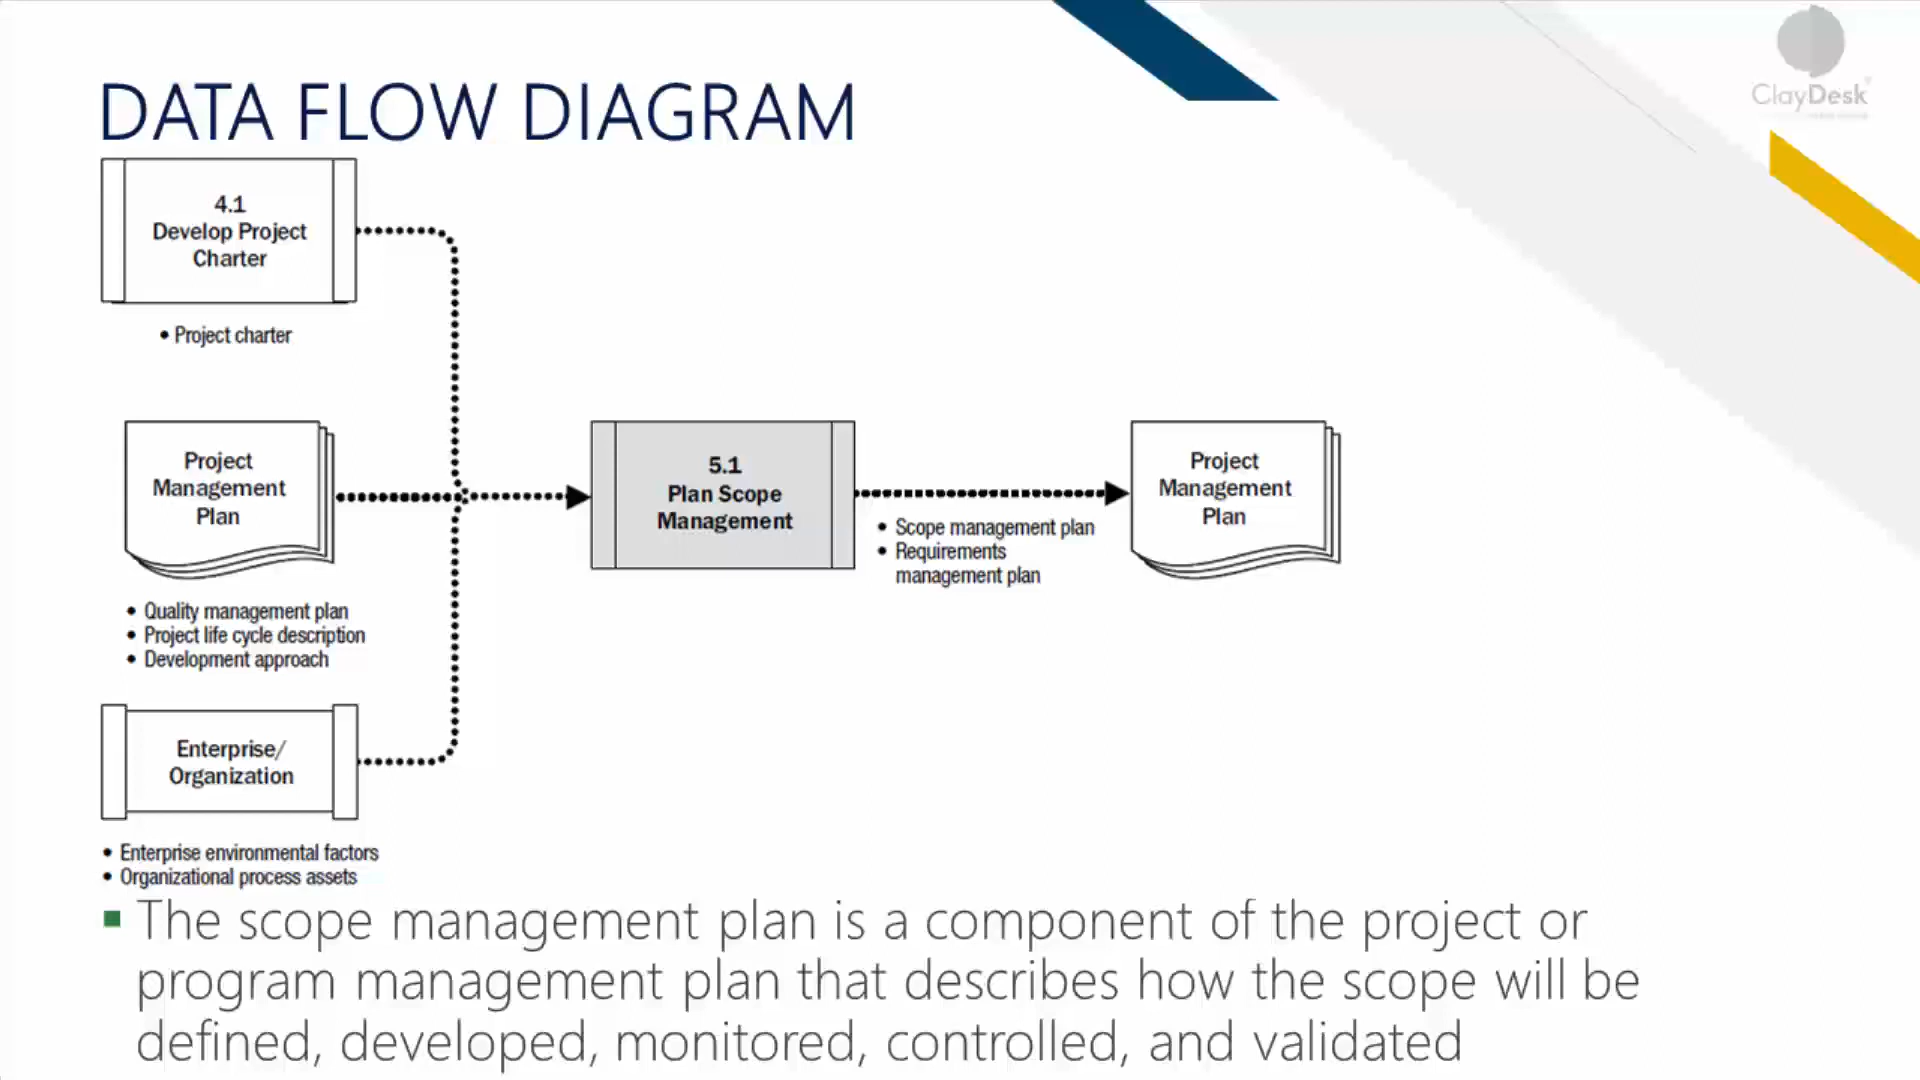 ClayDesk
DATA FLOW DIAGRAM
4.1
Develop Project
Charter
• Project charter
Project
Management
Plan
• Quality management plan
• Project life cycle description
• Development approach
Enterprise/
Organization
• Enterprise environmental factors
• Organizational process assets
5.1
Plan Scope
Management
• Scope management plan
• Requirements
management plan
Project
Management
Plan
▪ The scope management plan is a component of the project or
program management plan that describes how the scope will be
defined, developed, monitored, controlled, and validated